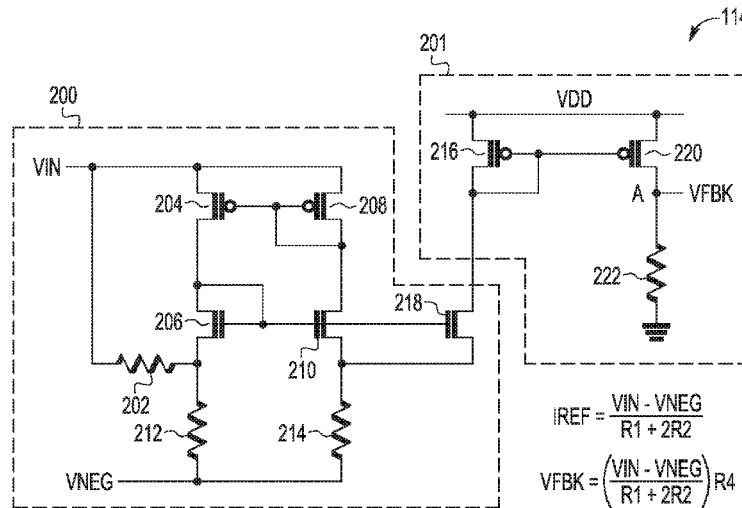 114
201
200
VDD
VIN
216
220
204
208
A
VFBK
222
218
206
210
202
212
214
VNEG
IREF = VIN - VNEG / R1 + 2R2
VFBK = (VIN - VNEG / R1 + 2R2) R4